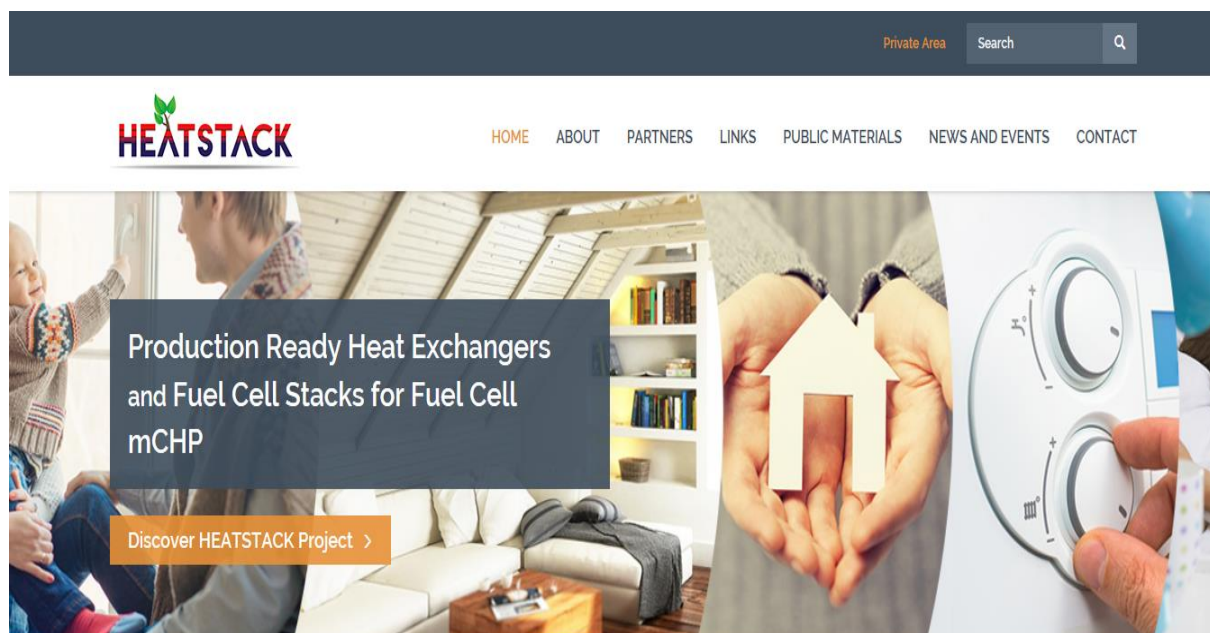 Private Area Search
HEATSTACK
HOME ABOUT PARTNERS LINKS PUBLIC MATERIALS NEWS AND EVENTS CONTACT
Production Ready Heat Exchangers
and Fuel Cell Stacks for Fuel Cell
mCHP
Discover HEATSTACK Project >